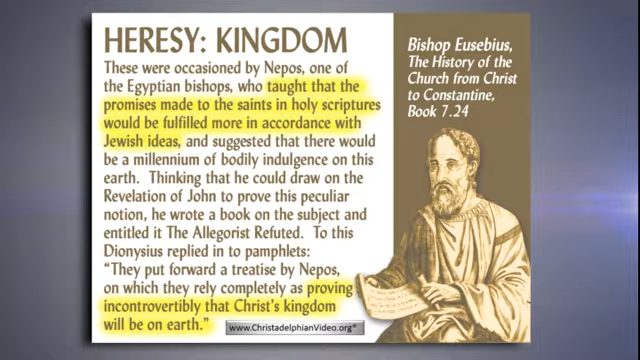 HERESY: KINGDOM
These were occasioned by Nepos, one of
the Egyptian bishops, who taught that the
promises made to the saints in holy scriptures
would be fulfilled more in accordance with
Jewish ideas, and suggested that there would
be a millennium of bodily indulgence on this
earth. Thinking that he could draw on the
Revelation of John to prove this peculiar
notion, he wrote a book on the subject and
entitled it The Allegorist Refuted. To this
Dionysius replied in to pamphlets:
"They put forward a treatise by Nepos,
on which they rely completely as proving
incontrovertibly that Christ's kingdom
will be on earth."
www.ChristadelphianVideo.org®
Bishop Eusebius,
The History of the
Church from Christ
to Constantine,
Book 7.24